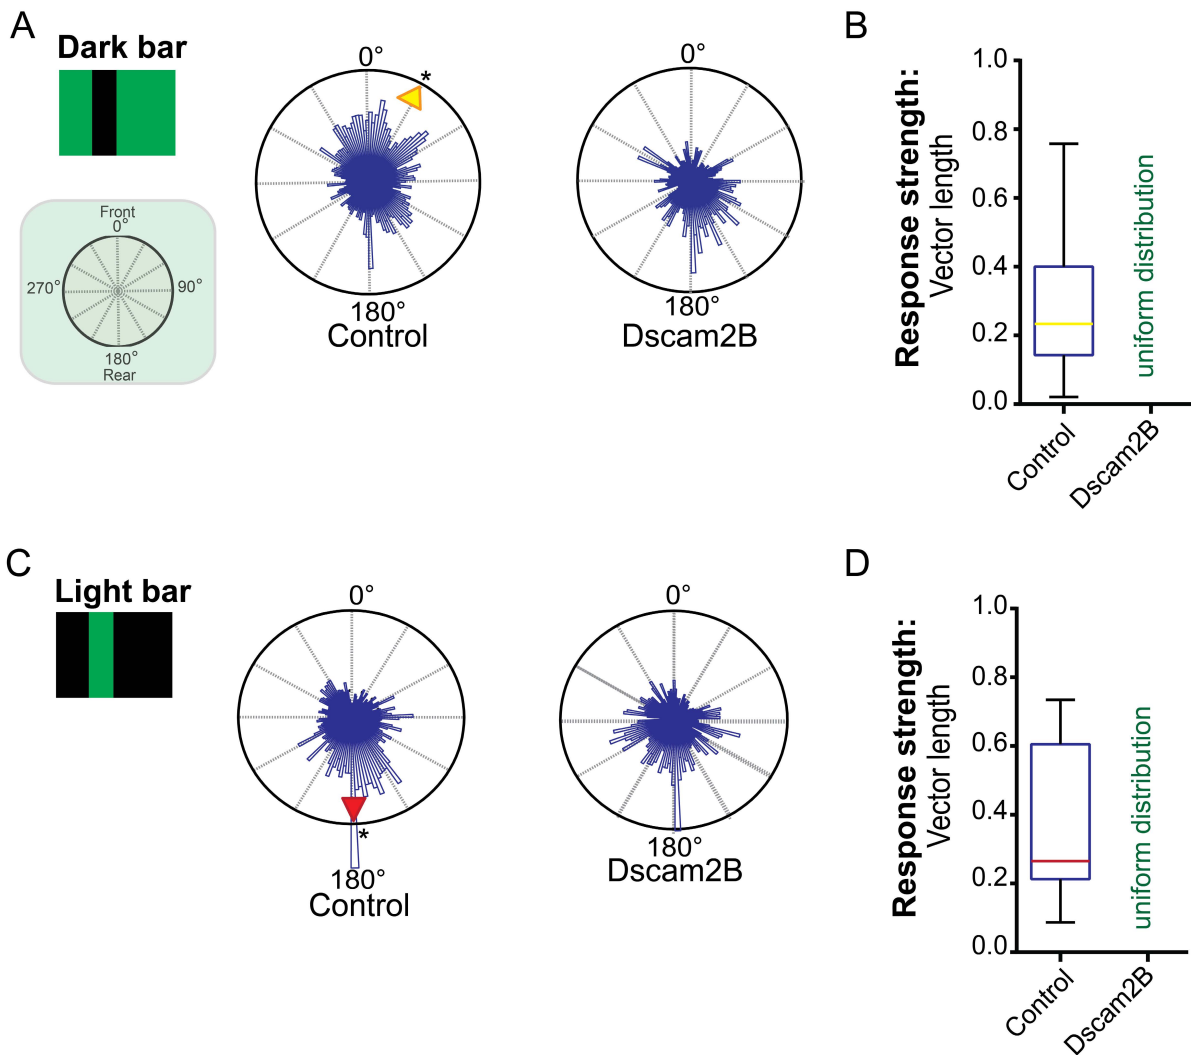 A
Dark bar
Front
0°
270°
90°
180°
Rear
0°
*
180°
Control
0°
180°
Dscam2B
B
Response strength:
Vector length
1.0
0.8
0.6
0.4
0.2
0.0
uniform distribution
Control
Dscam2B
C
Light bar
0°
*
180°
Control
0°
180°
Dscam2B
D
Response strength:
Vector length
1.0
0.8
0.6
0.4
0.2
0.0
uniform distribution
Control
Dscam2B